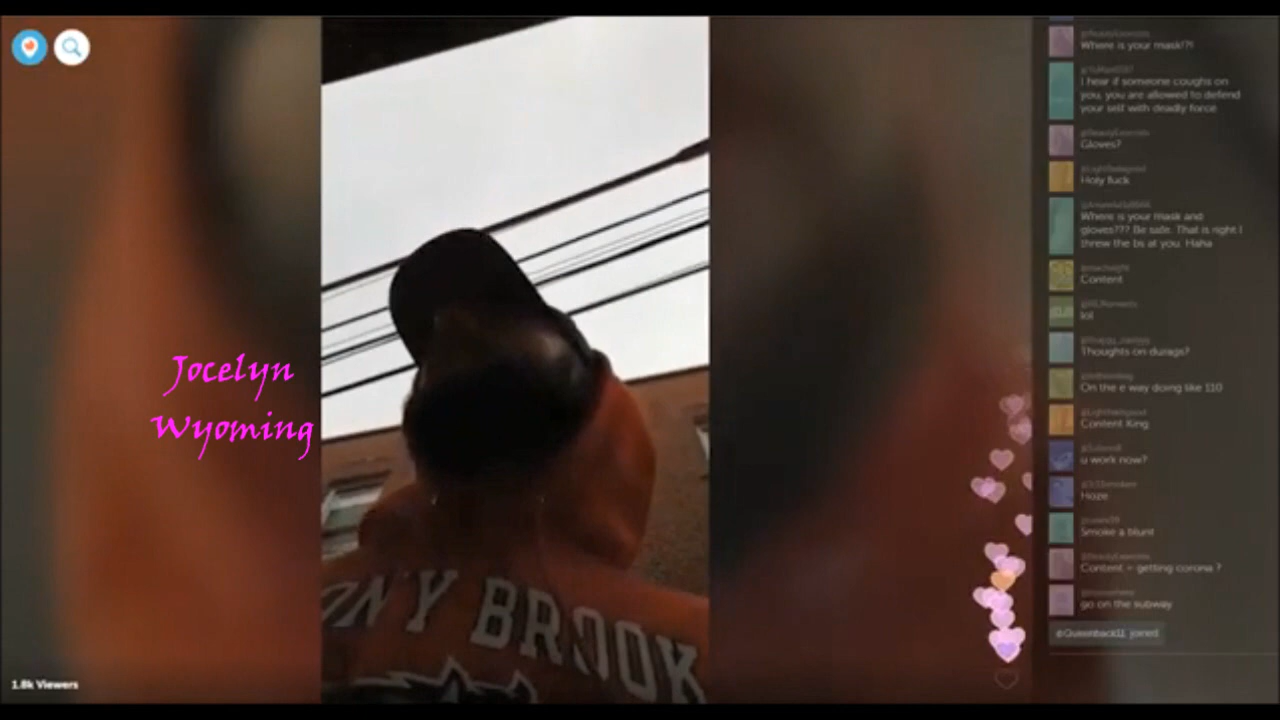 Where is your mask!?!
I hear if someone coughs on
you, you are allowed to defend
your self with deadly force
Gloves?
Holy fuck
Where is your mask and
gloves??? Be safe. That is right I
threw the bs at you. Haha
Content
lol
Thoughts on durags?
On the e way doing like 110
Content King
u work now?
Hoze
Smoke a blunt
Content = getting corona ?
go on the subway
@Queenback11 joined
Jocelyn
Wyoming
ONY BROOK
1.8k Viewers